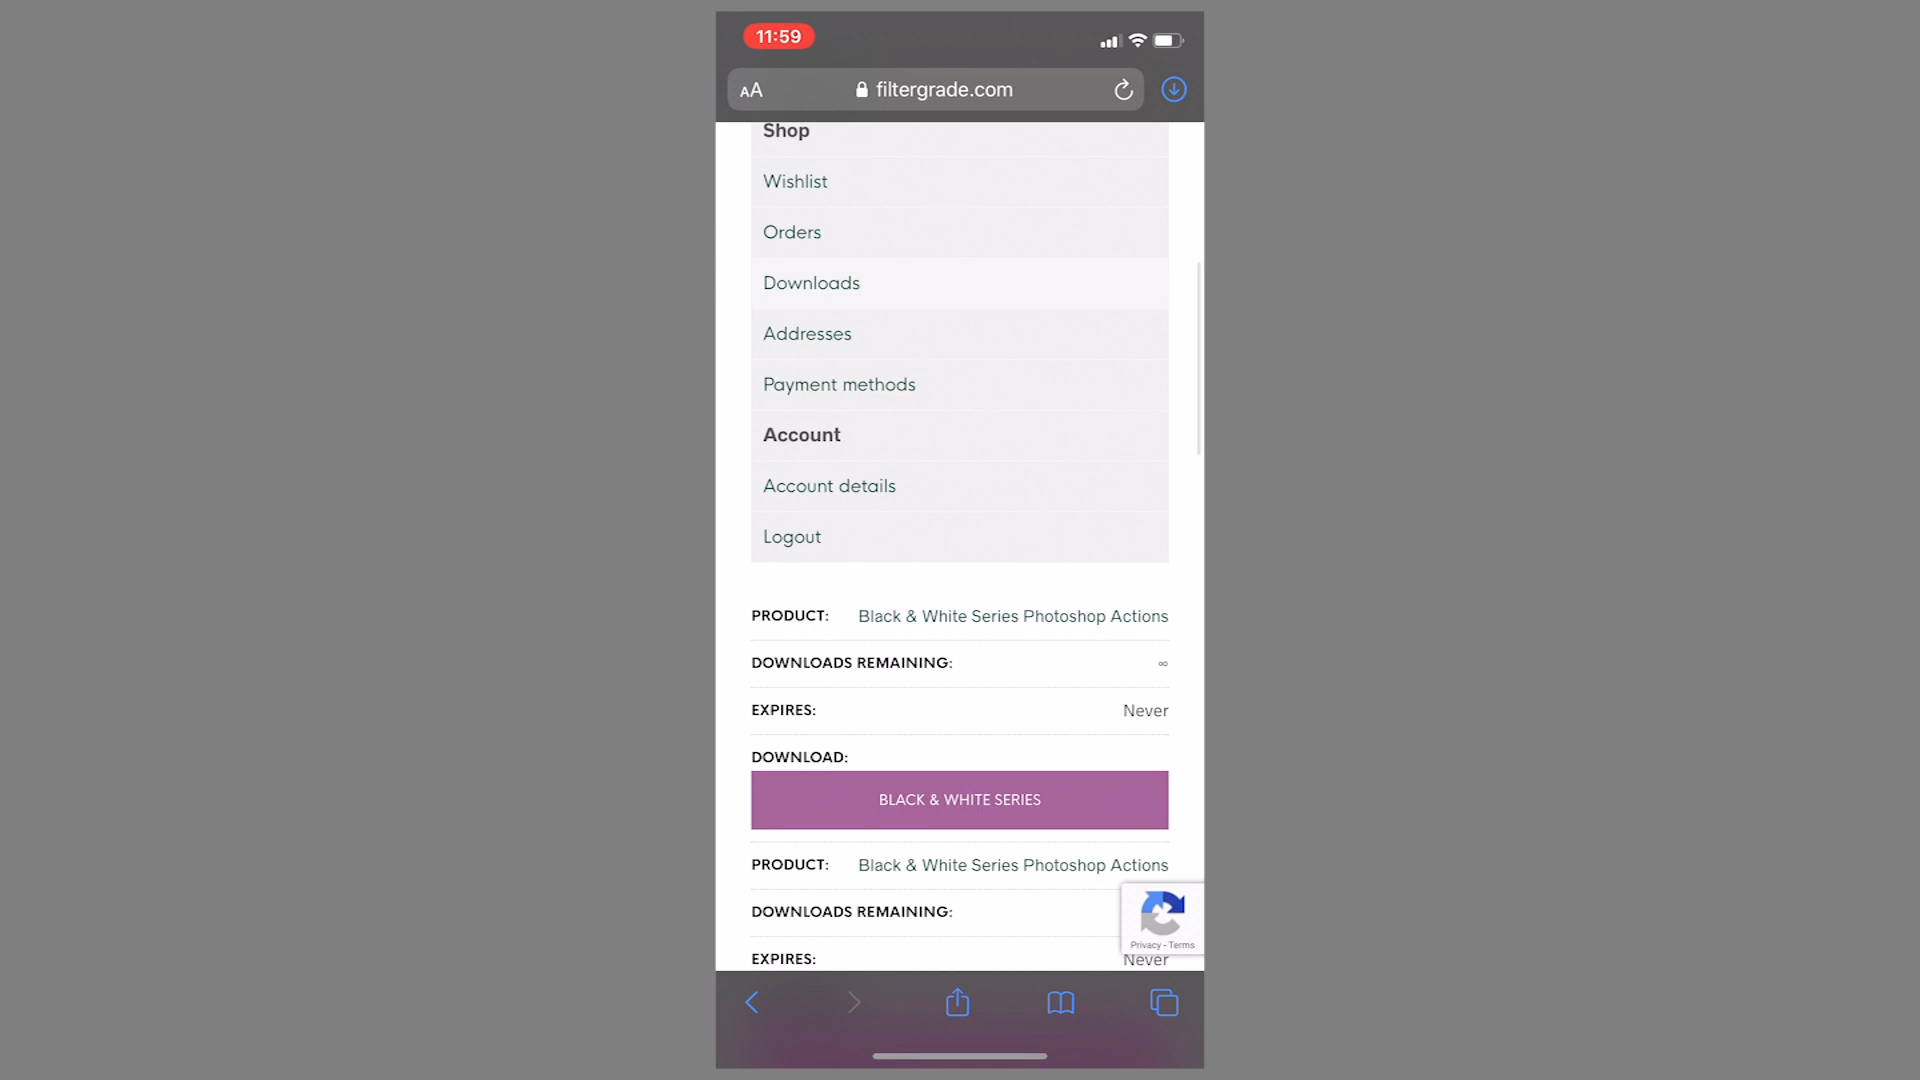 11:59
AA filtergrade.com
Shop
Wishlist
Orders
Downloads
Addresses
Payment methods
Account
Account details
Logout
PRODUCT: Black & White Series Photoshop Actions
DOWNLOADS REMAINING: ∞
EXPIRES: Never
DOWNLOAD:
BLACK & WHITE SERIES
PRODUCT: Black & White Series Photoshop Actions
DOWNLOADS REMAINING:
Privacy - Terms
EXPIRES: Never